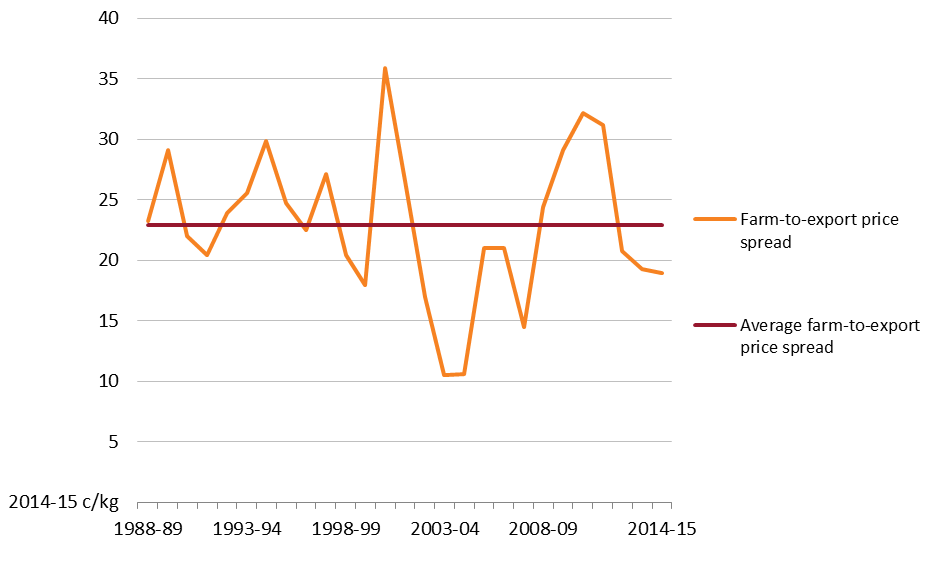 40
35
30
25
20
15
10
5
2014-15 c/kg
1988-89 1993-94 1998-99 2003-04 2008-09 2014-15
Farm-to-export price
spread
Average farm-to-export
price spread